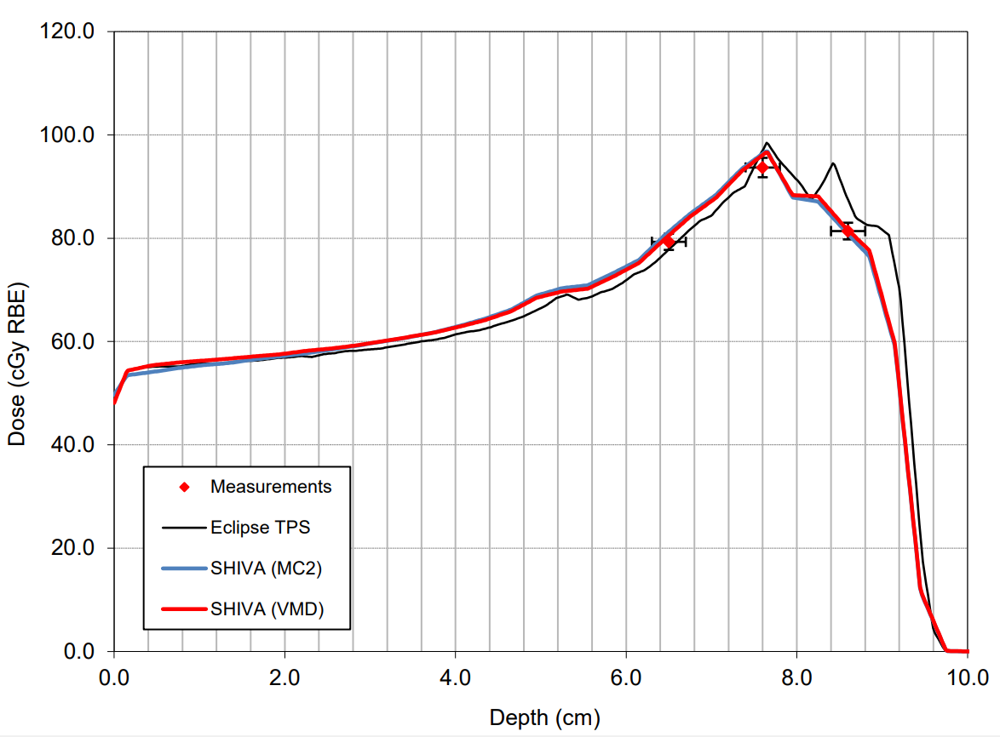 120.0
100.0
80.0
60.0
40.0
20.0
0.0
Dose (cGy RBE)
Measurements
Eclipse TPS
SHIVA (MC2)
SHIVA (VMD)
0.0 2.0 4.0 6.0 8.0 10.0
Depth (cm)